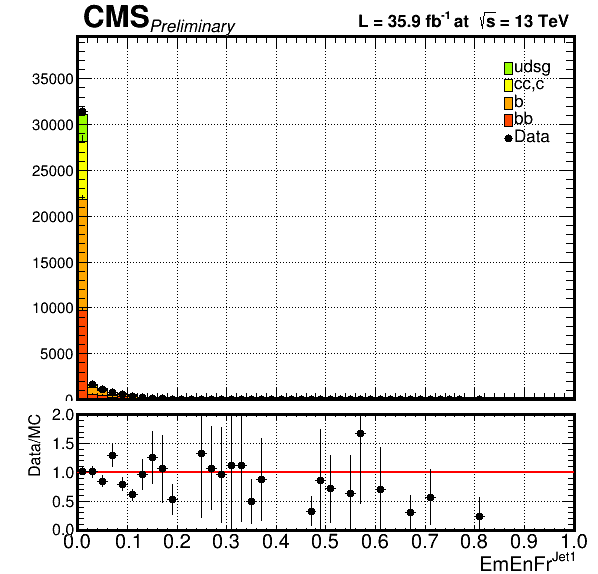 CMS Preliminary L = 35.9 fb⁻¹ at √s = 13 TeV
35000
30000
25000
20000
15000
10000
5000
0
udsg
cc,c
b
bb
Data
Data/MC
2.0
1.5
1.0
0.5
0.0
0.0 0.1 0.2 0.3 0.4 0.5 0.6 0.7 0.8 0.9 1.0
EmEnFr^Jet1